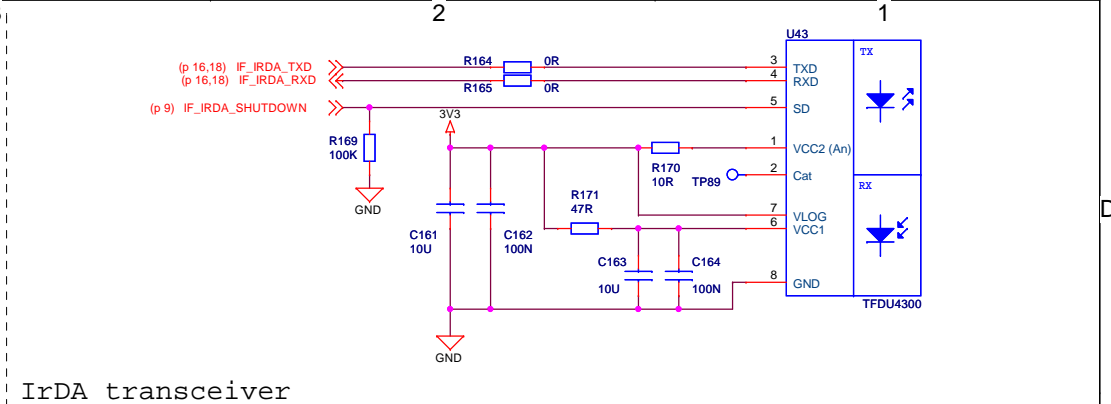 2
1
U43
(p 16,18) IF_IRDA_TXD
R164
0R
3
TXD
TX
(p 16,18) IF_IRDA_RXD
R165
0R
4
RXD
(p 9) IF_IRDA_SHUTDOWN
5
SD
3V3
R169
100K
GND
1
VCC2 (An)
R170
10R
TP89
2
Cat
RX
R171
47R
7
VLOG
6
VCC1
C161
10U
C162
100N
C163
10U
C164
100N
8
GND
TFDU4300
GND
D
IrDA transceiver